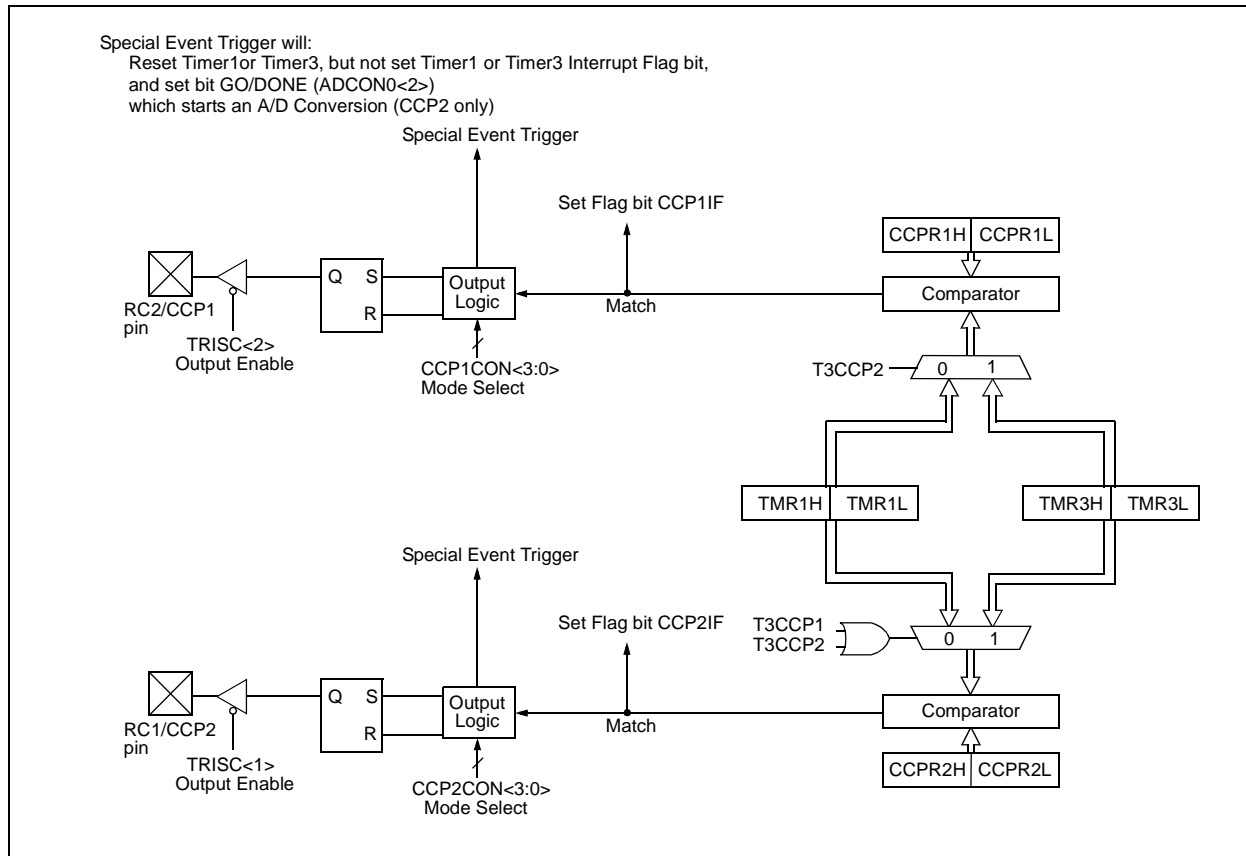 Special Event Trigger will:
Reset Timer1or Timer3, but not set Timer1 or Timer3 Interrupt Flag bit,
and set bit GO/DONE (ADCON0<2>)
which starts an A/D Conversion (CCP2 only)
Special Event Trigger
Set Flag bit CCP1IF
CCPR1H CCPR1L
Q S
R
Output
Logic
Comparator
RC2/CCP1
pin
Match
TRISC<2>
Output Enable
CCP1CON<3:0>
Mode Select
T3CCP2
0 1
TMR1H TMR1L
TMR3H TMR3L
Special Event Trigger
Set Flag bit CCP2IF
T3CCP1
T3CCP2
0 1
Q S
R
Output
Logic
Comparator
RC1/CCP2
pin
Match
TRISC<1>
Output Enable
CCP2CON<3:0>
Mode Select
CCPR2H CCPR2L